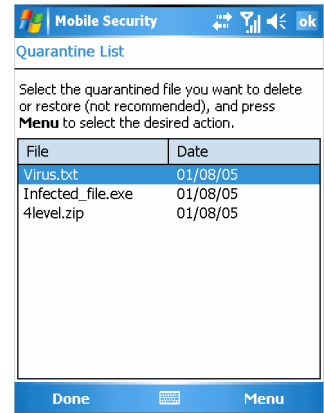 Mobile Security ok
Quarantine List
Select the quarantined file you want to delete
or restore (not recommended), and press
Menu to select the desired action.
File Date
Virus.txt 01/08/05
Infected_file.exe 01/08/05
4level.zip 01/08/05
Done Menu